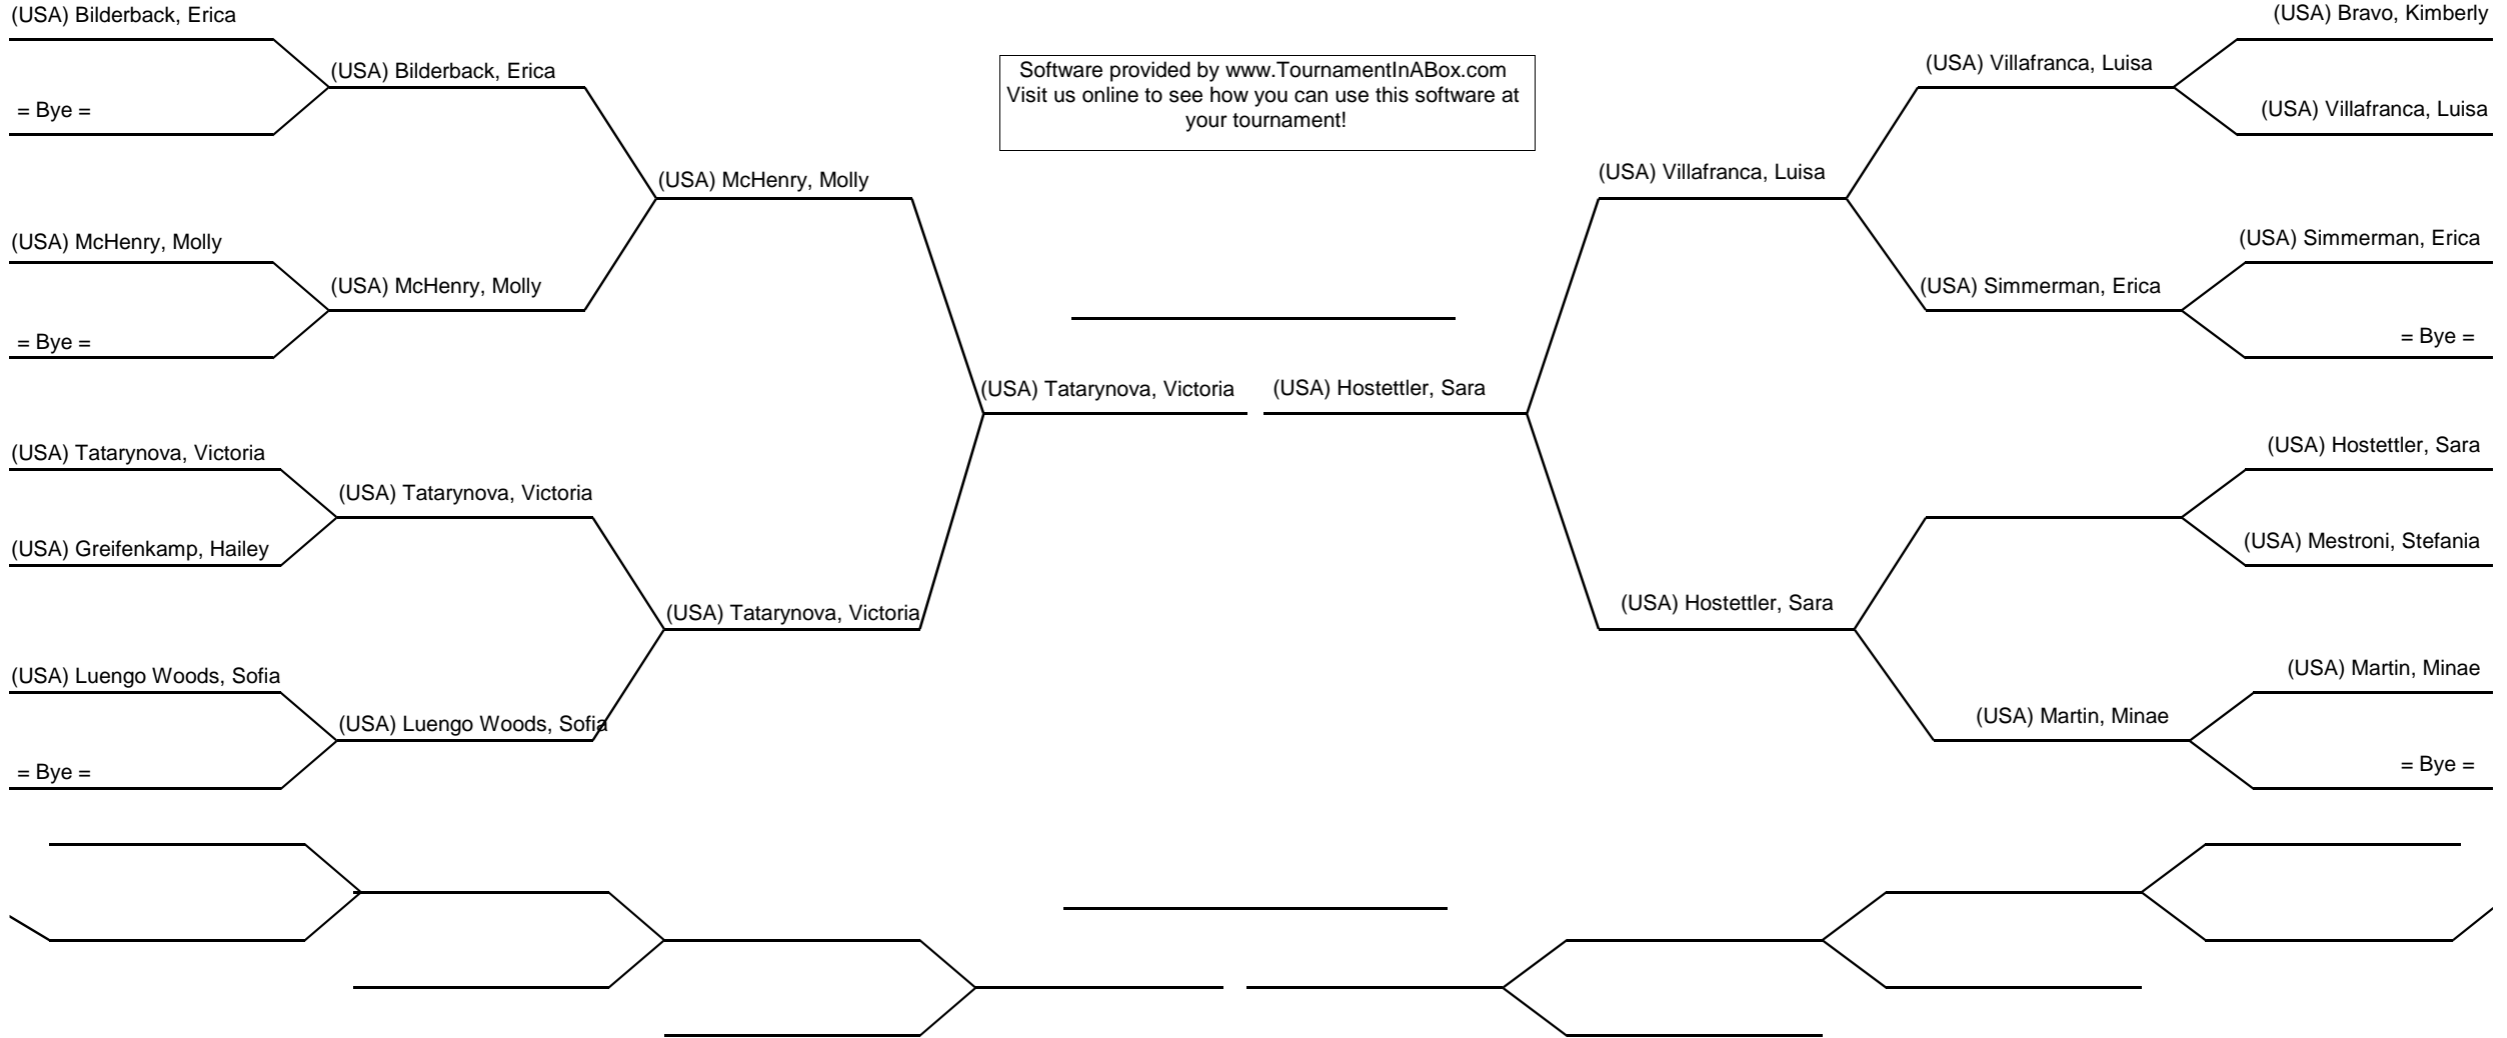 (USA) Bilderback, Erica
= Bye =
(USA) McHenry, Molly
= Bye =
(USA) Tatarynova, Victoria
(USA) Greifenkamp, Hailey
(USA) Luengo Woods, Sofia
= Bye =
(USA) Bilderback, Erica
(USA) McHenry, Molly
(USA) Tatarynova, Victoria
(USA) Luengo Woods, Sofia
(USA) McHenry, Molly
(USA) Tatarynova, Victoria
(USA) Tatarynova, Victoria
Software provided by www.TournamentInABox.com
Visit us online to see how you can use this software at
your tournament!
(USA) Hostettler, Sara
(USA) Villafranca, Luisa
(USA) Hostettler, Sara
(USA) Villafranca, Luisa
(USA) Simmerman, Erica
(USA) Martin, Minae
(USA) Bravo, Kimberly
(USA) Villafranca, Luisa
(USA) Simmerman, Erica
= Bye =
(USA) Hostettler, Sara
(USA) Mestroni, Stefania
(USA) Martin, Minae
= Bye =